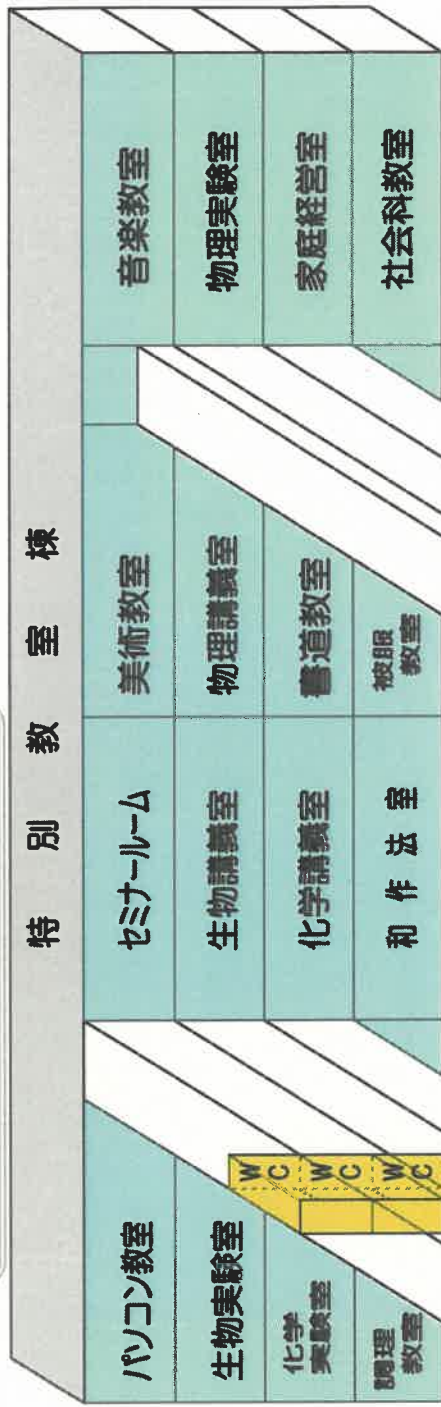 特別教室棟
パソコン教室
セミナールーム
美術教室
音楽教室
生物実験室
生物講義室
物理講義室
物理実験室
化学
実験室
化学講義室
書道教室
家庭経営室
調理
教室
和作法室
被服
教室
社会科教室
W
C
W
C
W
C